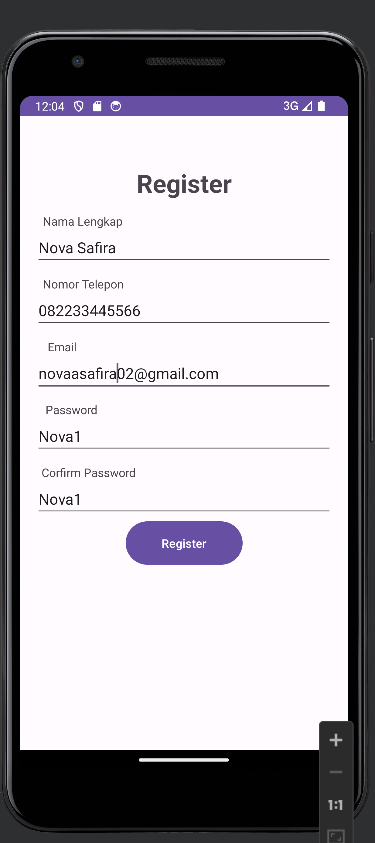 12:04 3G
Register
Nama Lengkap
Nova Safira
Nomor Telepon
082233445566
Email
novaasafira02@gmail.com
Password
Nova1
Corfirm Password
Nova1
Register
1:1